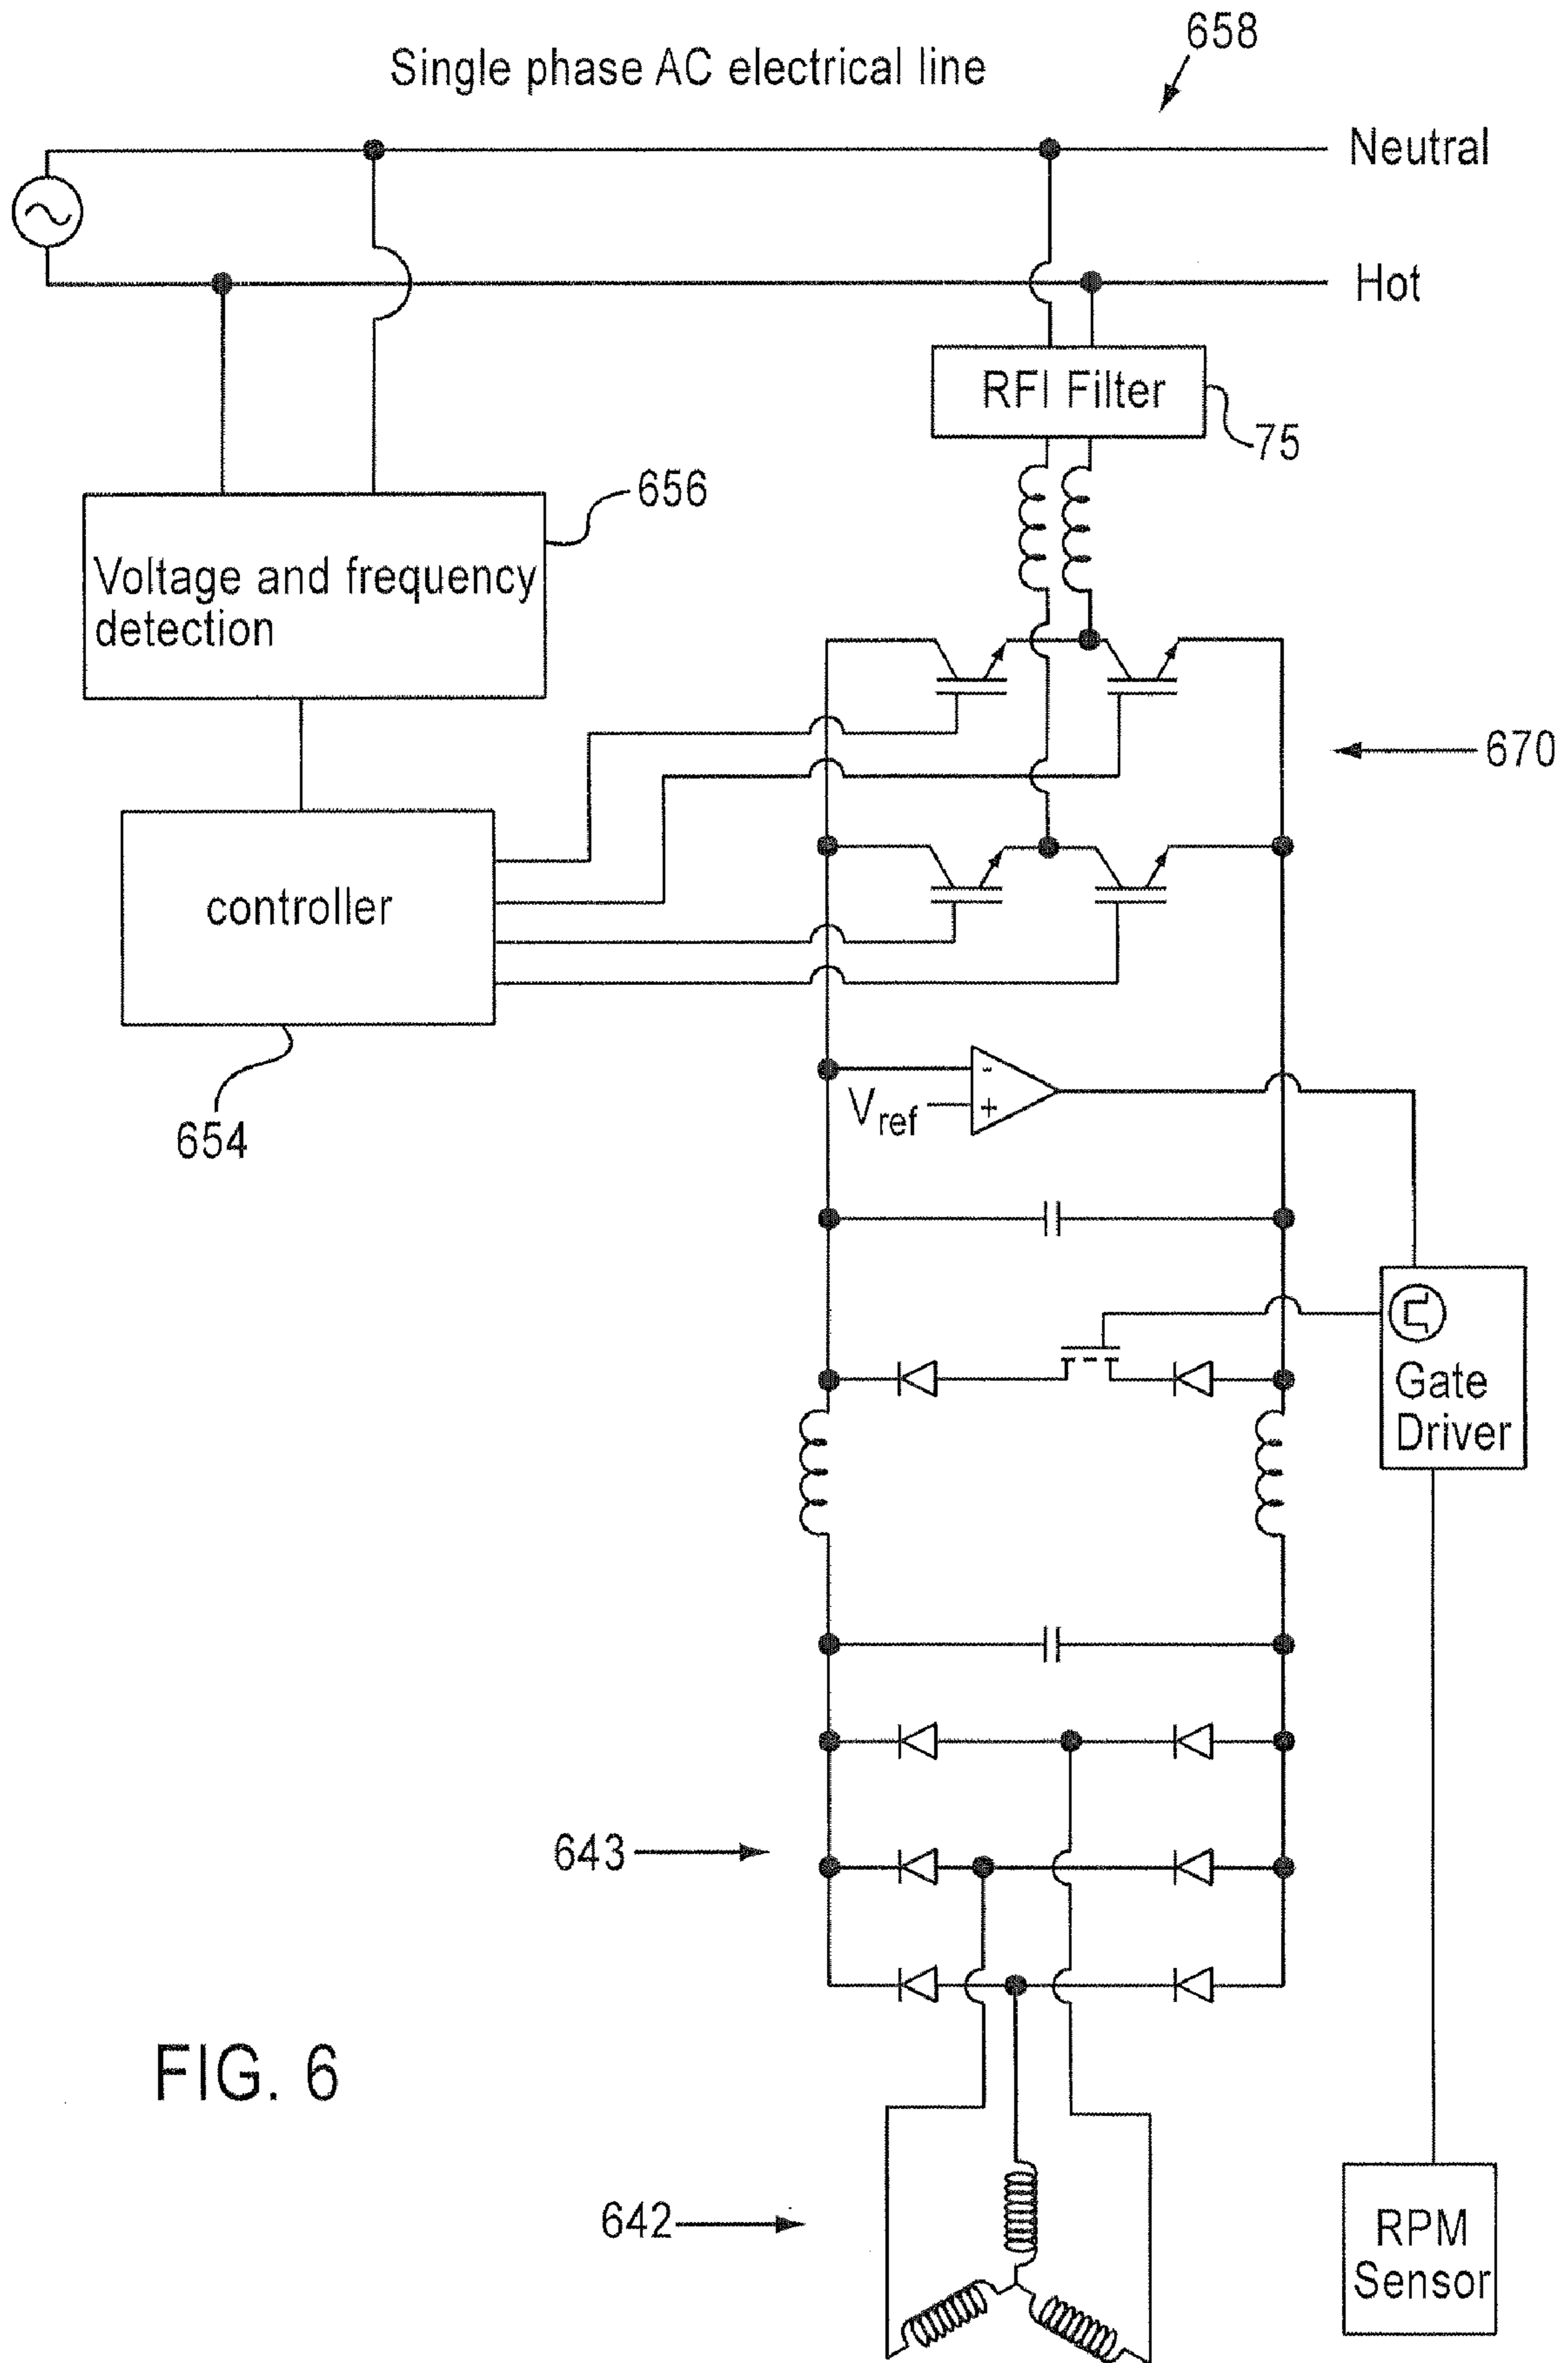 658
Single phase AC electrical line
Neutral
Hot
RFI Filter
75
656
Voltage and frequency
detection
670
controller
654
-
V_ref
+
Gate
Driver
643
FIG. 6
642
RPM
Sensor